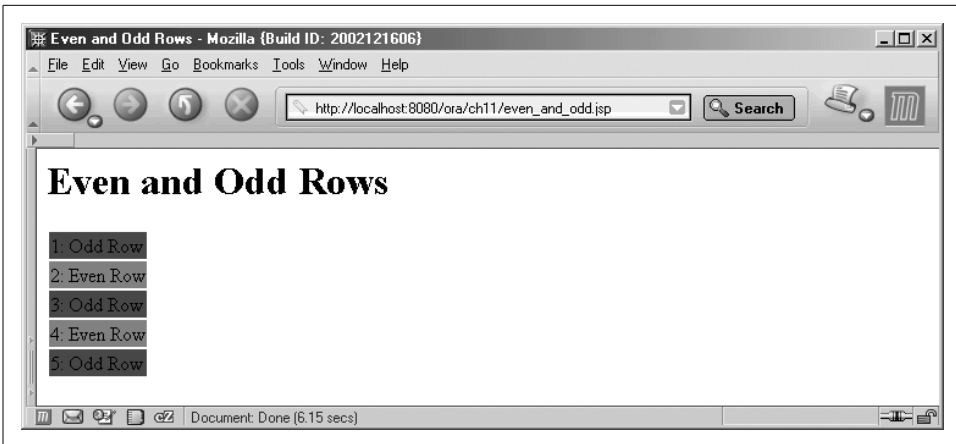 Even and Odd Rows - Mozilla {Build ID: 2002121606}
File Edit View Go Bookmarks Tools Window Help
http://localhost:8080/ora/ch11/even_and_odd.jsp Search
Even and Odd Rows
1: Odd Row
2: Even Row
3: Odd Row
4: Even Row
5: Odd Row
Document: Done (6.15 secs)